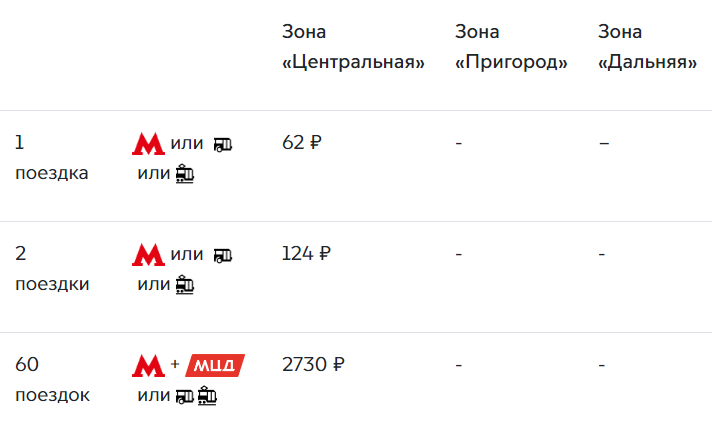 Зона Зона Зона
«Центральная» «Пригород» «Дальняя»
1 М или 62 ₽ - –
поездка или
2 М или 124 ₽ - -
поездки или
60 М + МЦД 2730 ₽ - -
поездок или